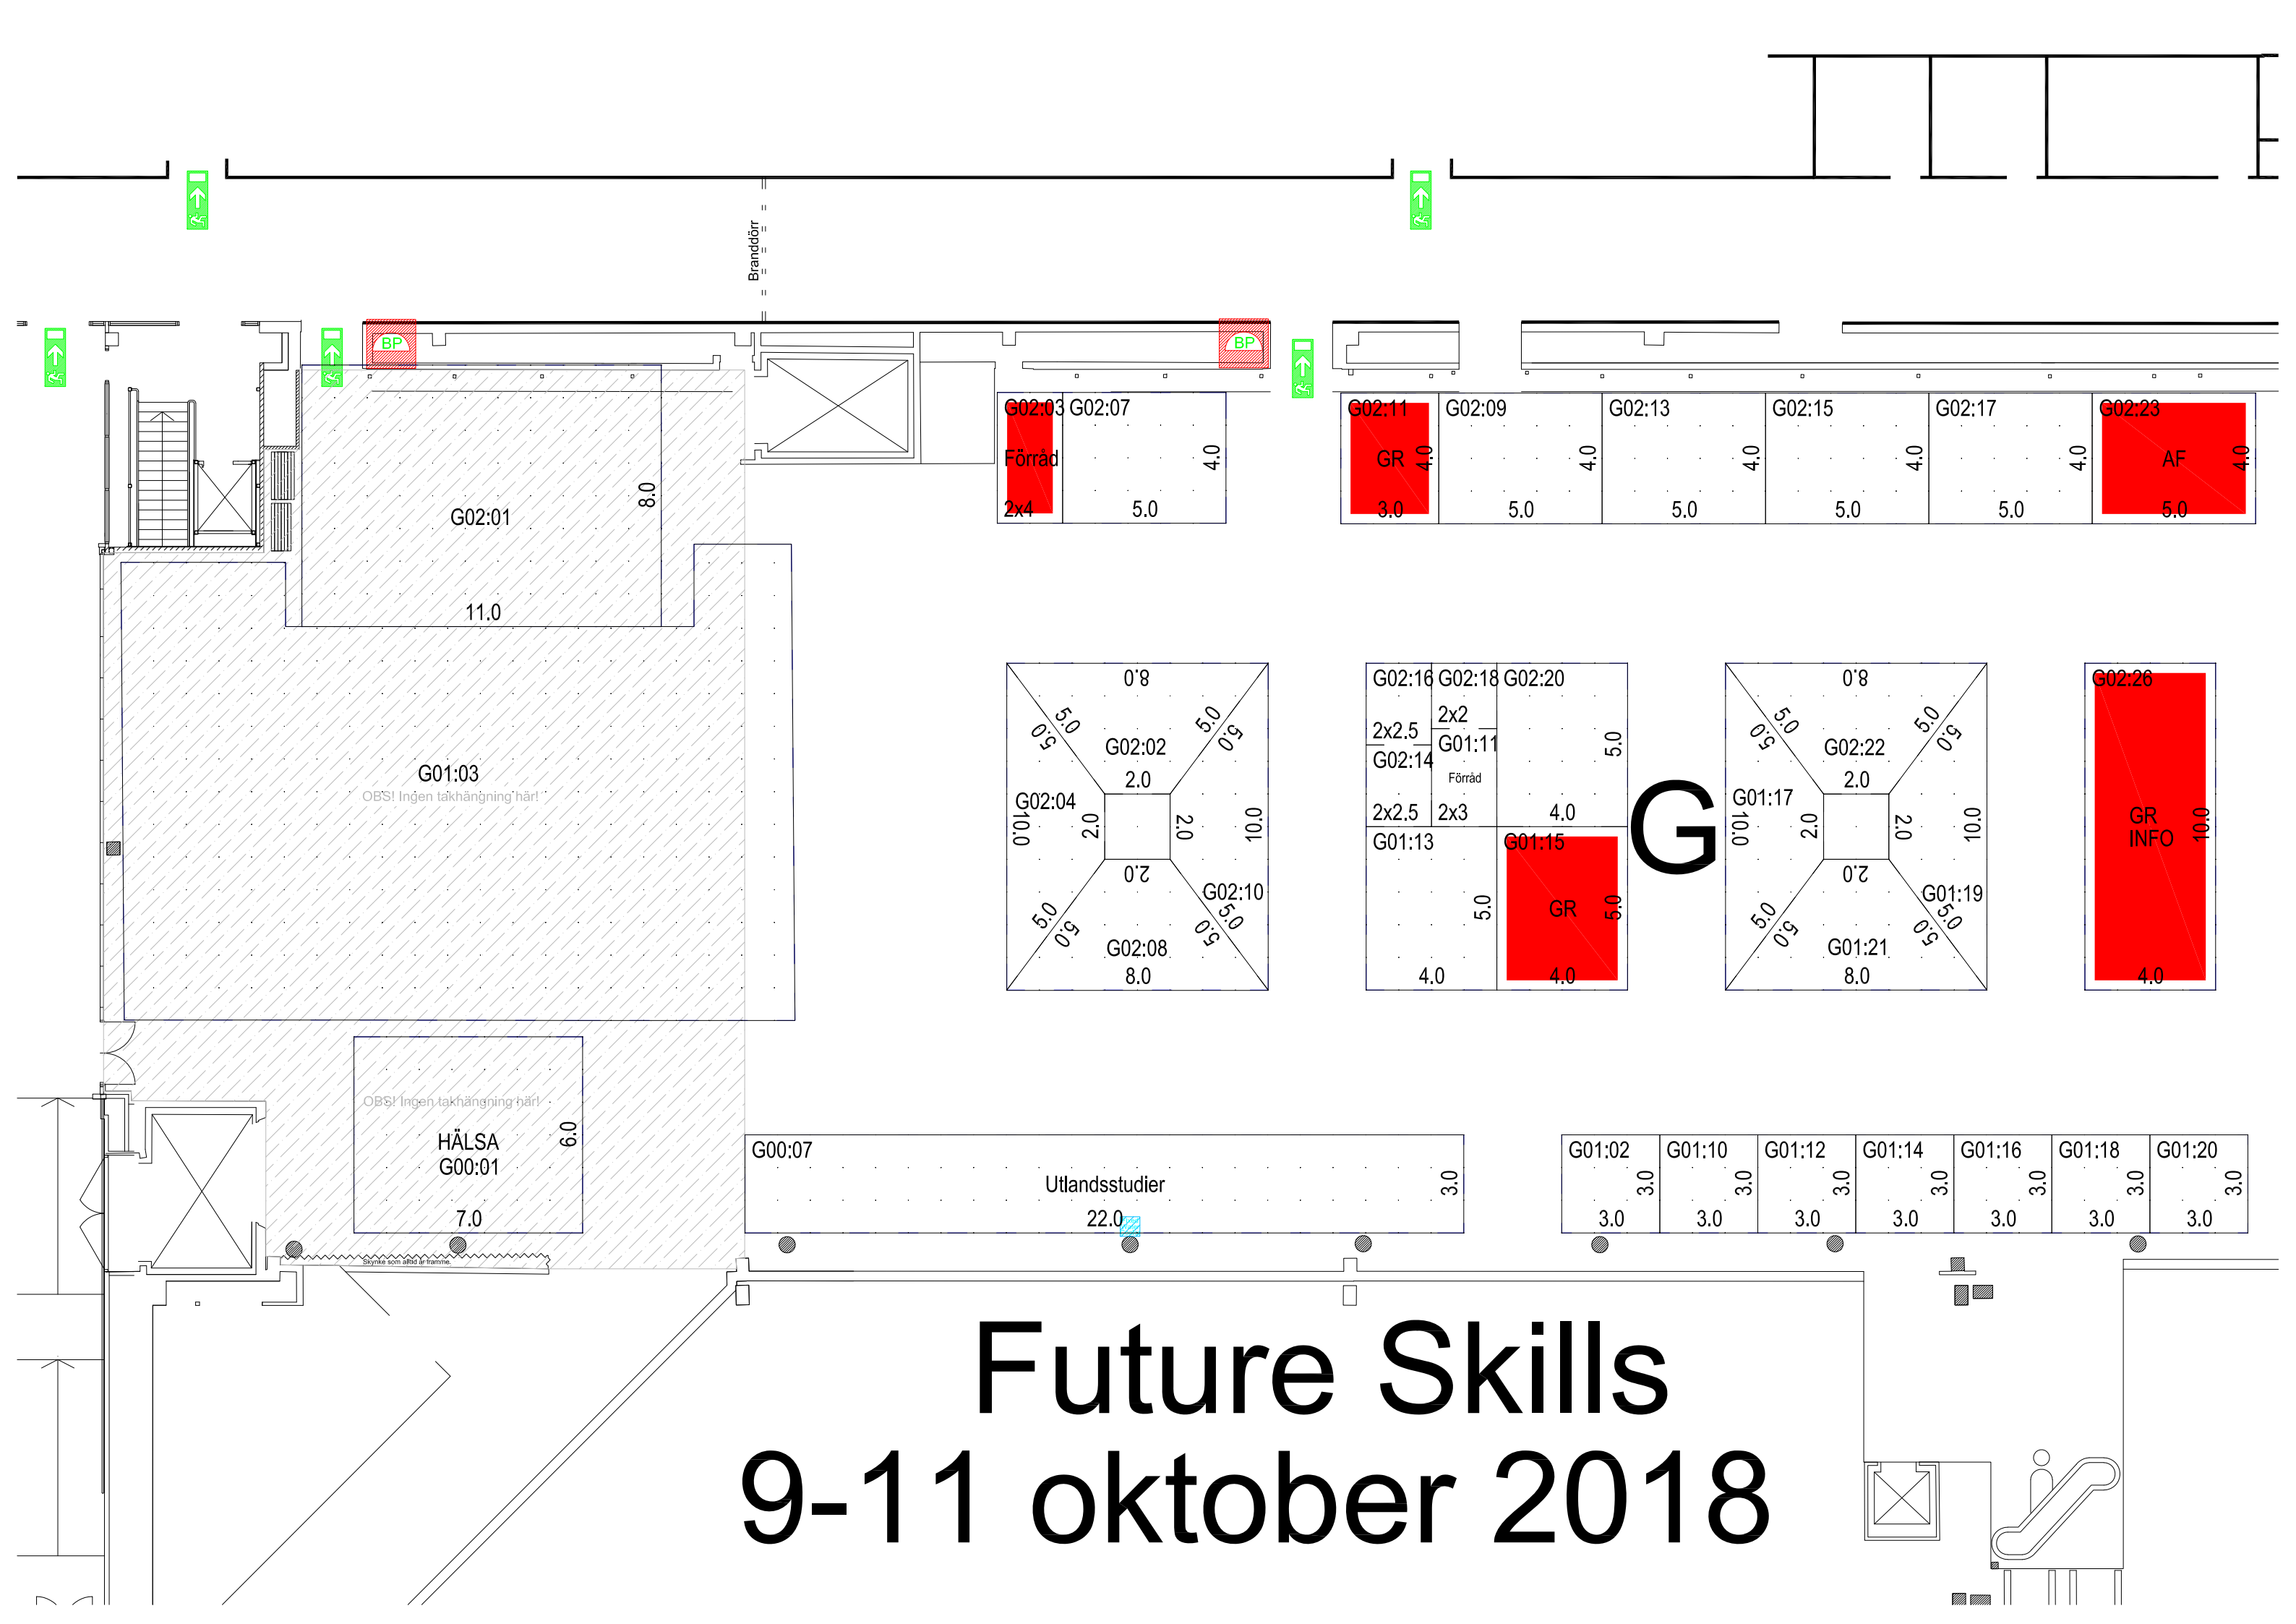 Branddörr
BP
BP
G02:03
Förråd
2x4
G02:07
4.0
5.0
G02:11
GR
4.0
3.0
G02:09
4.0
5.0
G02:13
4.0
5.0
G02:15
4.0
5.0
G02:17
4.0
5.0
G02:23
AF
4.0
5.0
G02:01
8.0
11.0
G01:03
OBS! Ingen takhängning här!
8.0
5.0
5.0
5.0
5.0
G02:02
2.0
G02:04
10.0
2.0
2.0
10.0
2.0
G02:10
5.0
5.0
5.0
5.0
G02:08
8.0
G02:16
2x2.5
G02:18
2x2
G02:20
5.0
4.0
G02:14
2x2.5
G01:11
Förråd
2x3
G01:13
5.0
4.0
G01:15
GR
5.0
4.0
G
8.0
5.0
5.0
5.0
5.0
G02:22
2.0
G01:17
10.0
2.0
2.0
10.0
2.0
G01:19
5.0
5.0
5.0
5.0
G01:21
8.0
G02:26
GR
INFO
10.0
4.0
OBS! Ingen takhängning här!
HÄLSA
G00:01
6.0
7.0
Skynke som alltid är framme.
G00:07
Utlandsstudier
3.0
22.0
G01:02
3.0
3.0
G01:10
3.0
3.0
G01:12
3.0
3.0
G01:14
3.0
3.0
G01:16
3.0
3.0
G01:18
3.0
3.0
G01:20
3.0
3.0
Future Skills
9-11 oktober 2018